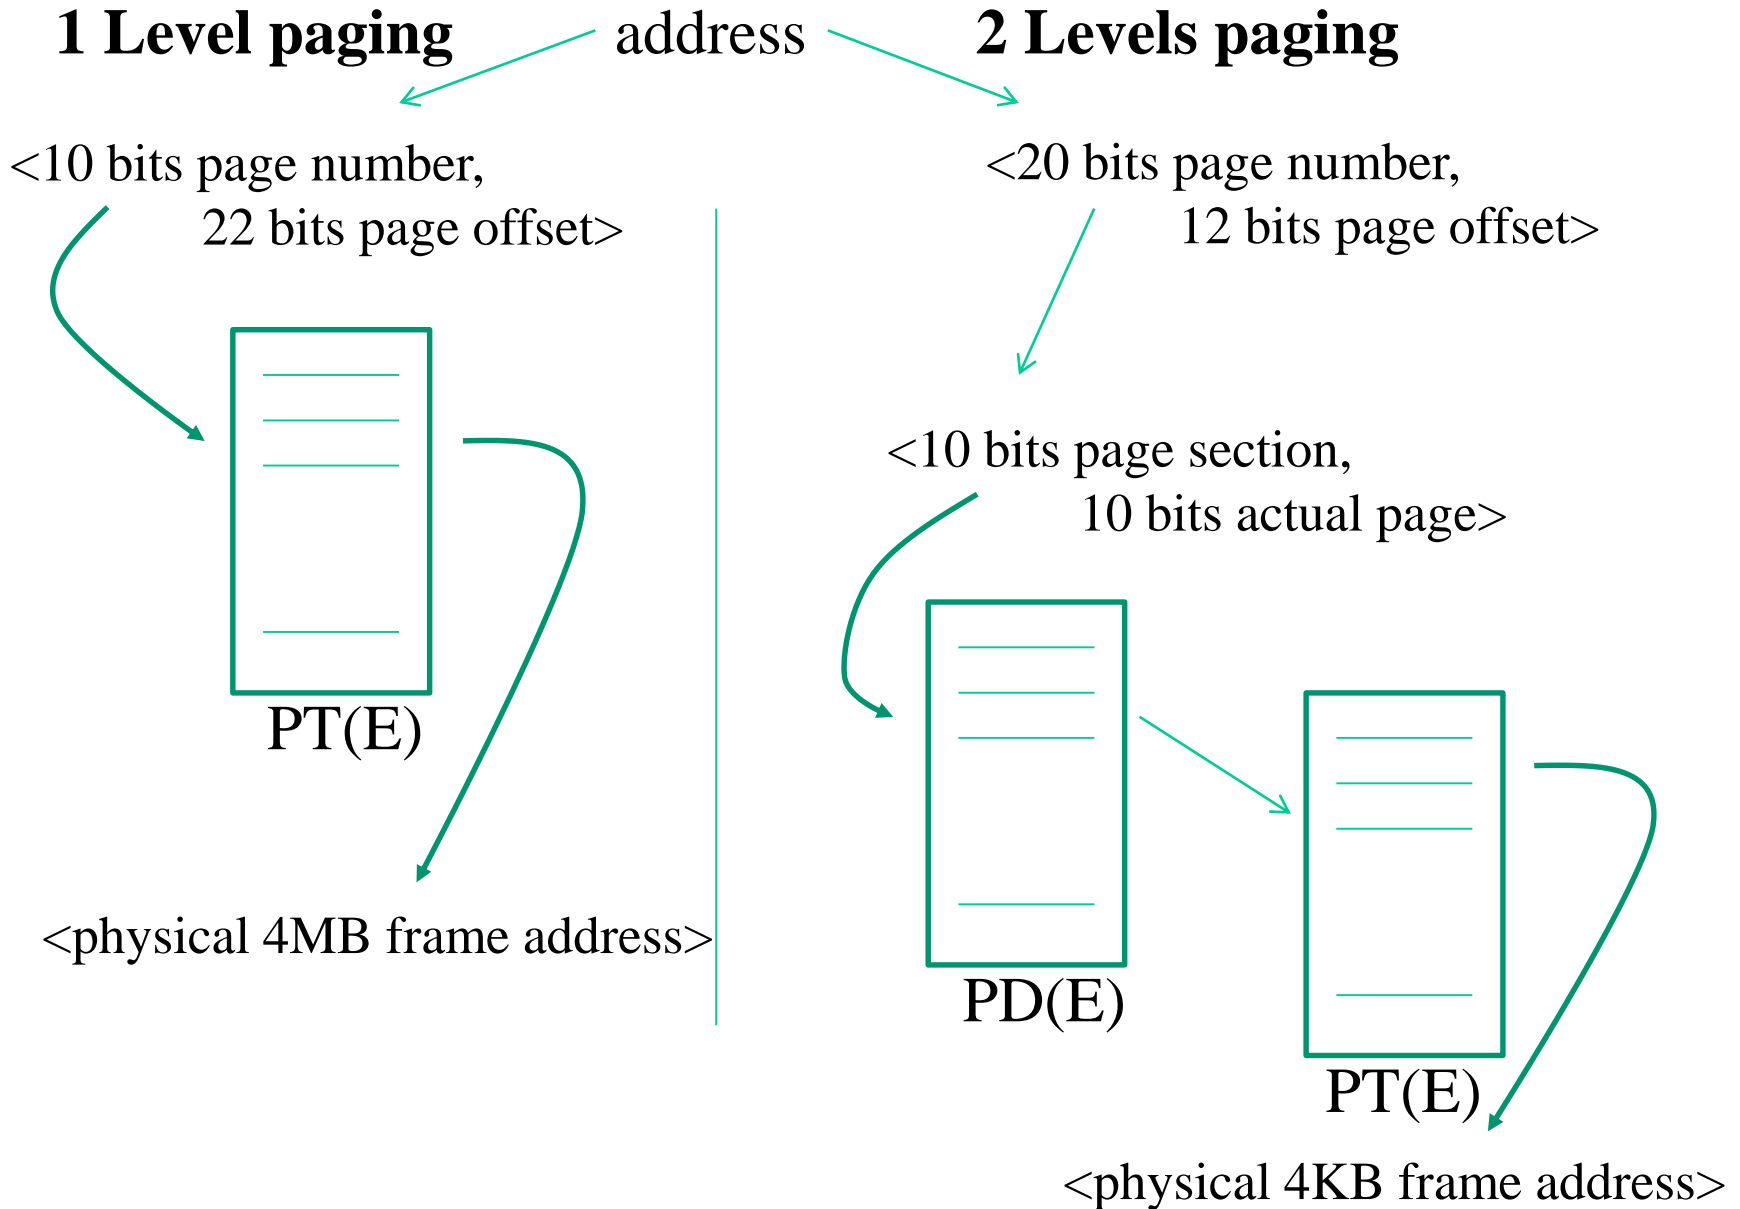 1 Level paging
address
2 Levels paging
<10 bits page number,
22 bits page offset>
PT(E)
<physical 4MB frame address>
<20 bits page number,
12 bits page offset>
<10 bits page section,
10 bits actual page>
PD(E)
PT(E)
<physical 4KB frame address>